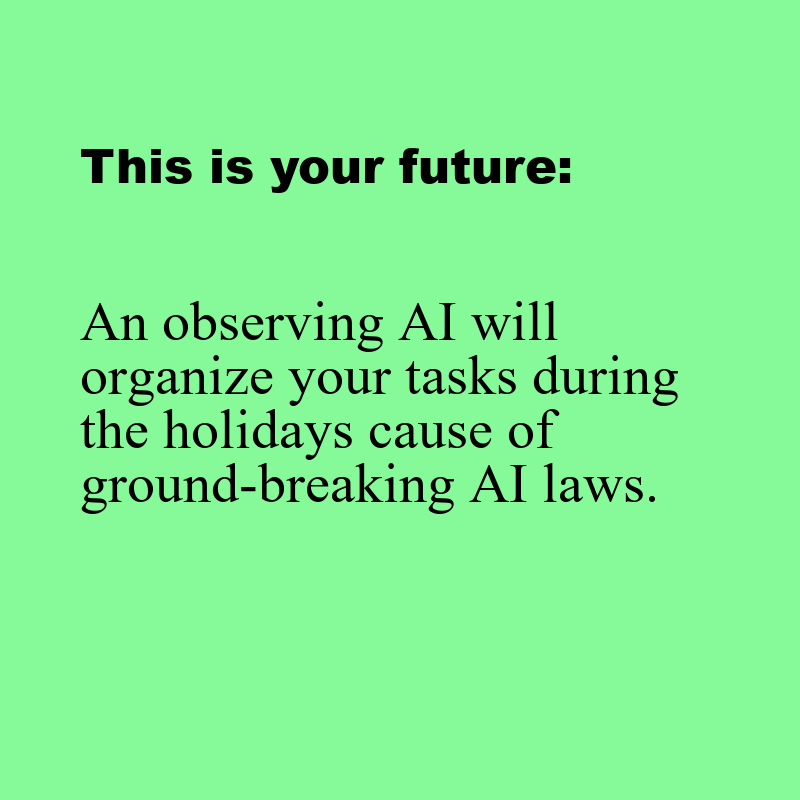 This is your future:
An observing AI will
organize your tasks during
the holidays cause of
ground-breaking AI laws.